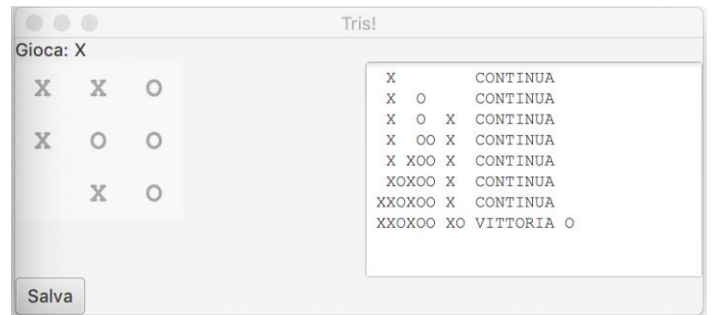 Tris!
Gioca: X
X X O
X O O
X O
 X        CONTINUA
 X  O     CONTINUA
 X  O  X  CONTINUA
 X  OO X  CONTINUA
 X XOO X  CONTINUA
 XOXOO X  CONTINUA
XXOXOO X  CONTINUA
XXOXOO XO VITTORIA O
Salva